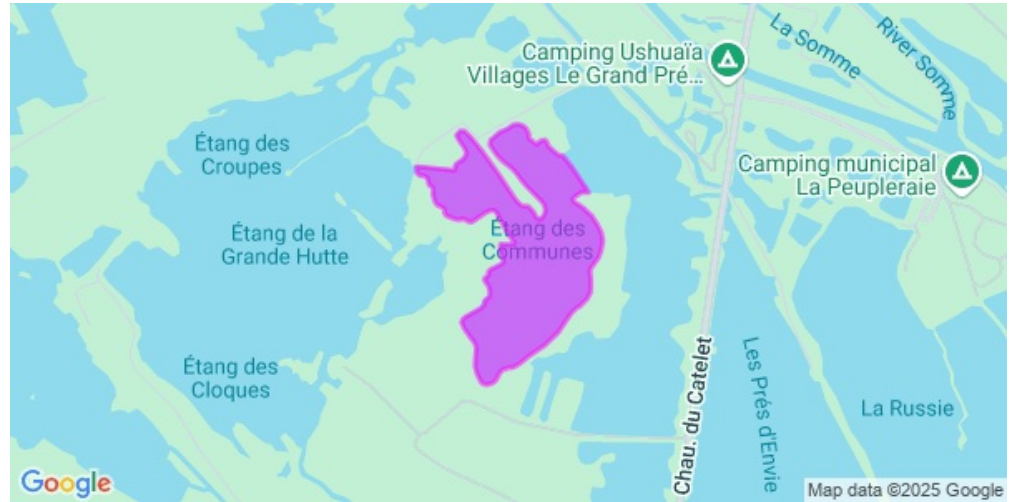 Camping Ushuaïa
Villages Le Grand Pré...
La Somme
River Somme
Étang des
Croupes
Camping municipal
La Peupleraie
Étang de la
Grande Hutte
Étang des
Communes
Étang des
Cloques
Chau. du Catelet
Les Prés d'Envie
La Russie
Google
Map data ©2025 Google